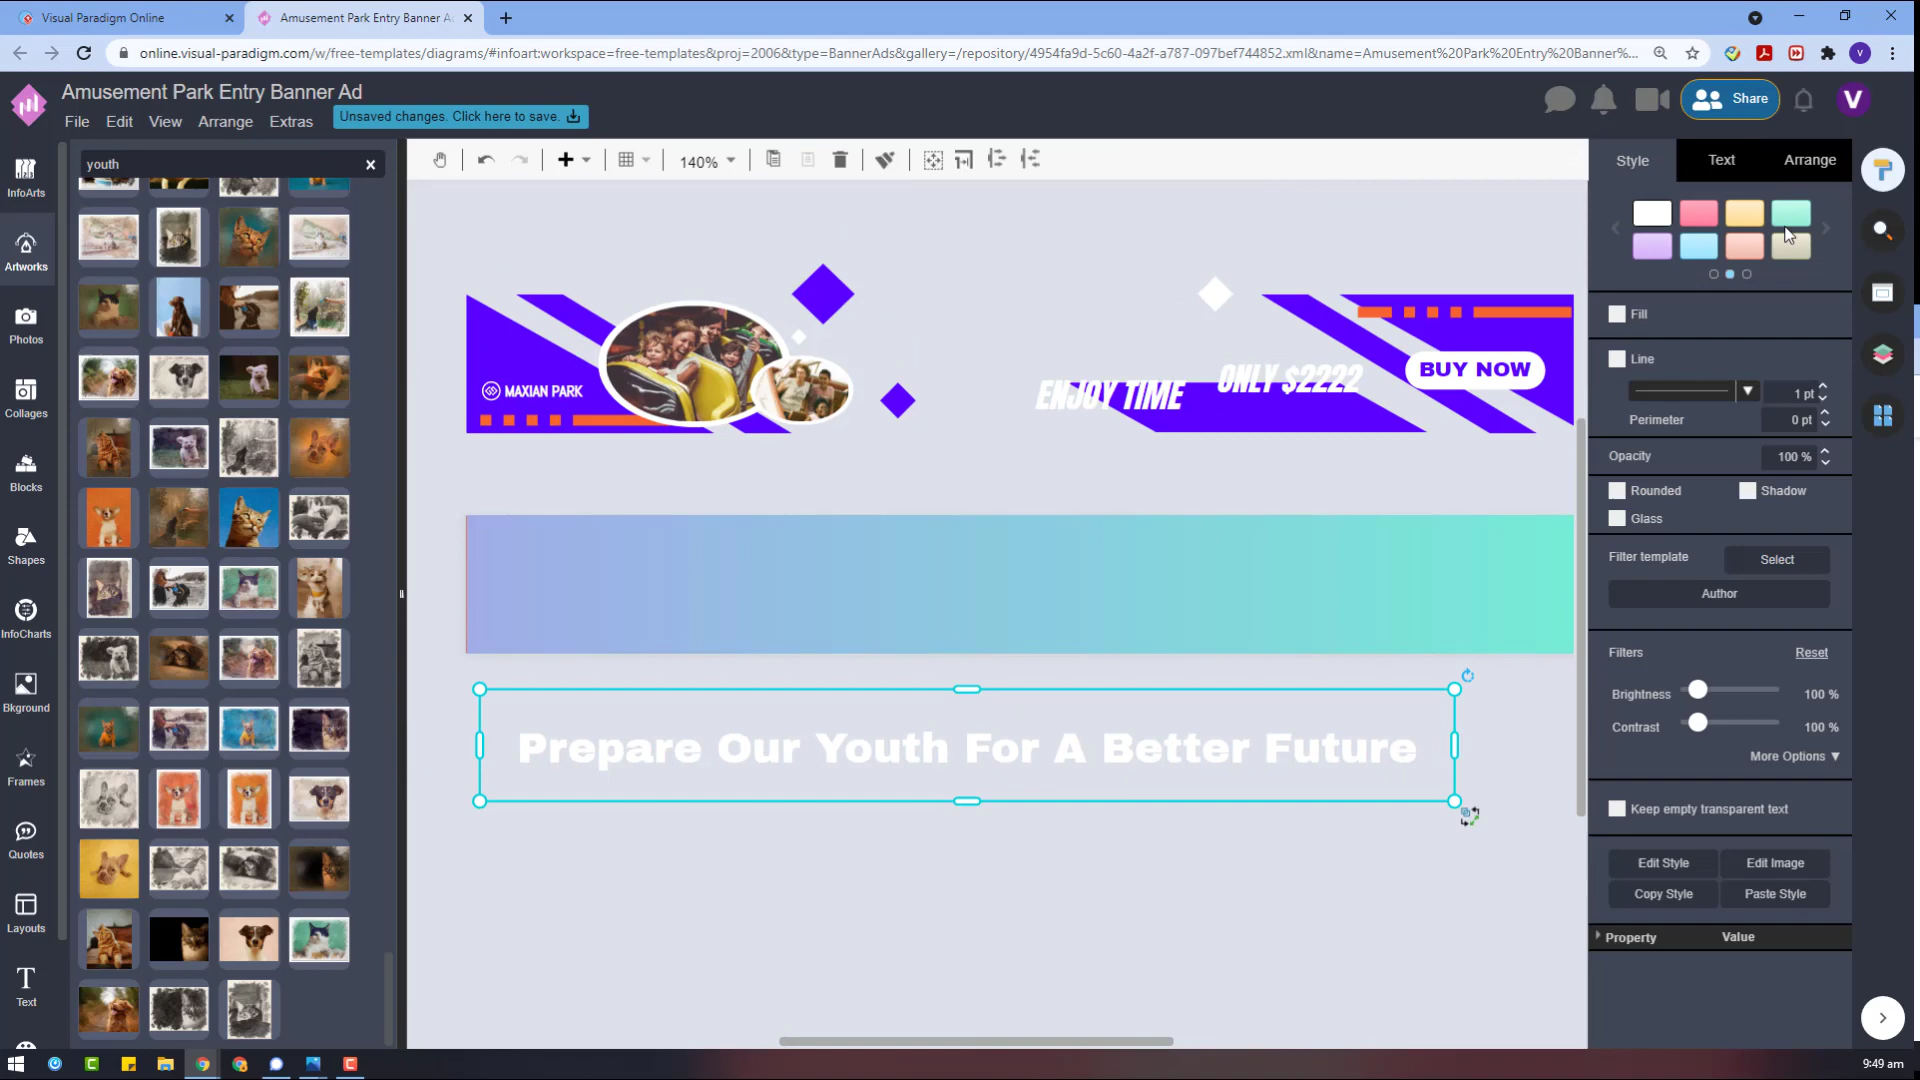 Visual Paradigm Online
Amusement Park Entry Banner A
online.visual-paradigm.com/w/free-templates/diagrams/#infoart:workspace=free-templates&proj=2006&type=BannerAds&gallery=/repository/4954fa9d-5c60-4a2f-a787-097bef744852.xml&name=Amusement%20Park%20Entry%20Banner%...
Amusement Park Entry Banner Ad
File Edit View Arrange Extras
Unsaved changes. Click here to save.
Share
V
youth
140%
Style
Text
Arrange
InfoArts
Artworks
Photos
Collages
Blocks
Shapes
InfoCharts
Bkground
Frames
Quotes
Layouts
Text
MAXIAN PARK
ENJOY TIME
ONLY $2222
BUY NOW
Prepare Our Youth For A Better Future
Fill
Line
1 pt
Perimeter
0 pt
Opacity
100 %
Rounded
Shadow
Glass
Filter template
Select
Author
Filters
Reset
Brightness
100 %
Contrast
100 %
More Options ▼
Keep empty transparent text
Edit Style
Edit Image
Copy Style
Paste Style
Property
Value
9:49 am